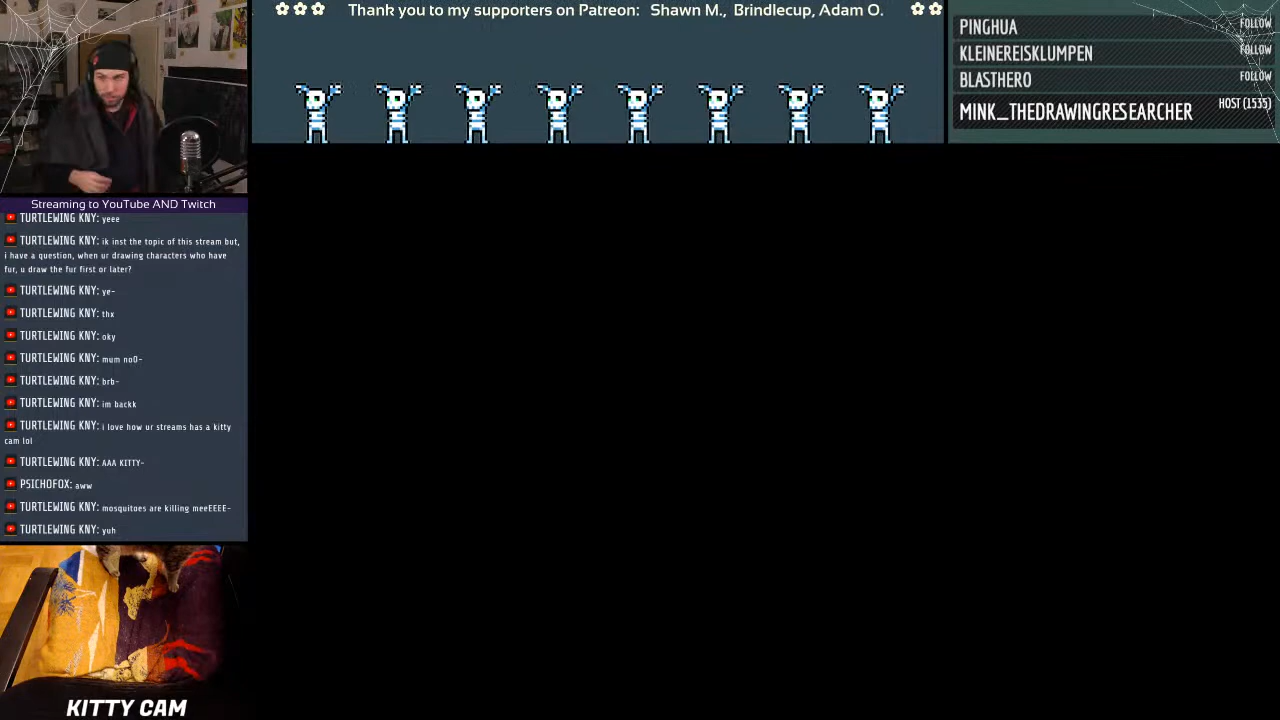 Thank you to my supporters on Patreon: Shawn M., Brindlecup, Adam O.
PINGHUA FOLLOW
KLEINEREISKLUMPEN FOLLOW
BLASTHERO FOLLOW
MINK_THEDRAWINGRESEARCHER HOST (1535)
Streaming to YouTube AND Twitch
TURTLEWING KNY: yeee
TURTLEWING KNY: ik inst the topic of this stream but,
i have a question, when ur drawing characters who have
fur, u draw the fur first or later?
TURTLEWING KNY: ye-
TURTLEWING KNY: thx
TURTLEWING KNY: oky
TURTLEWING KNY: mum no0-
TURTLEWING KNY: brb-
TURTLEWING KNY: im backk
TURTLEWING KNY: i love how ur streams has a kitty
cam lol
TURTLEWING KNY: AAA KITTY-
PSICHOFOX: aww
TURTLEWING KNY: mosquitoes are killing meeEEEE-
TURTLEWING KNY: yuh
KITTY CAM